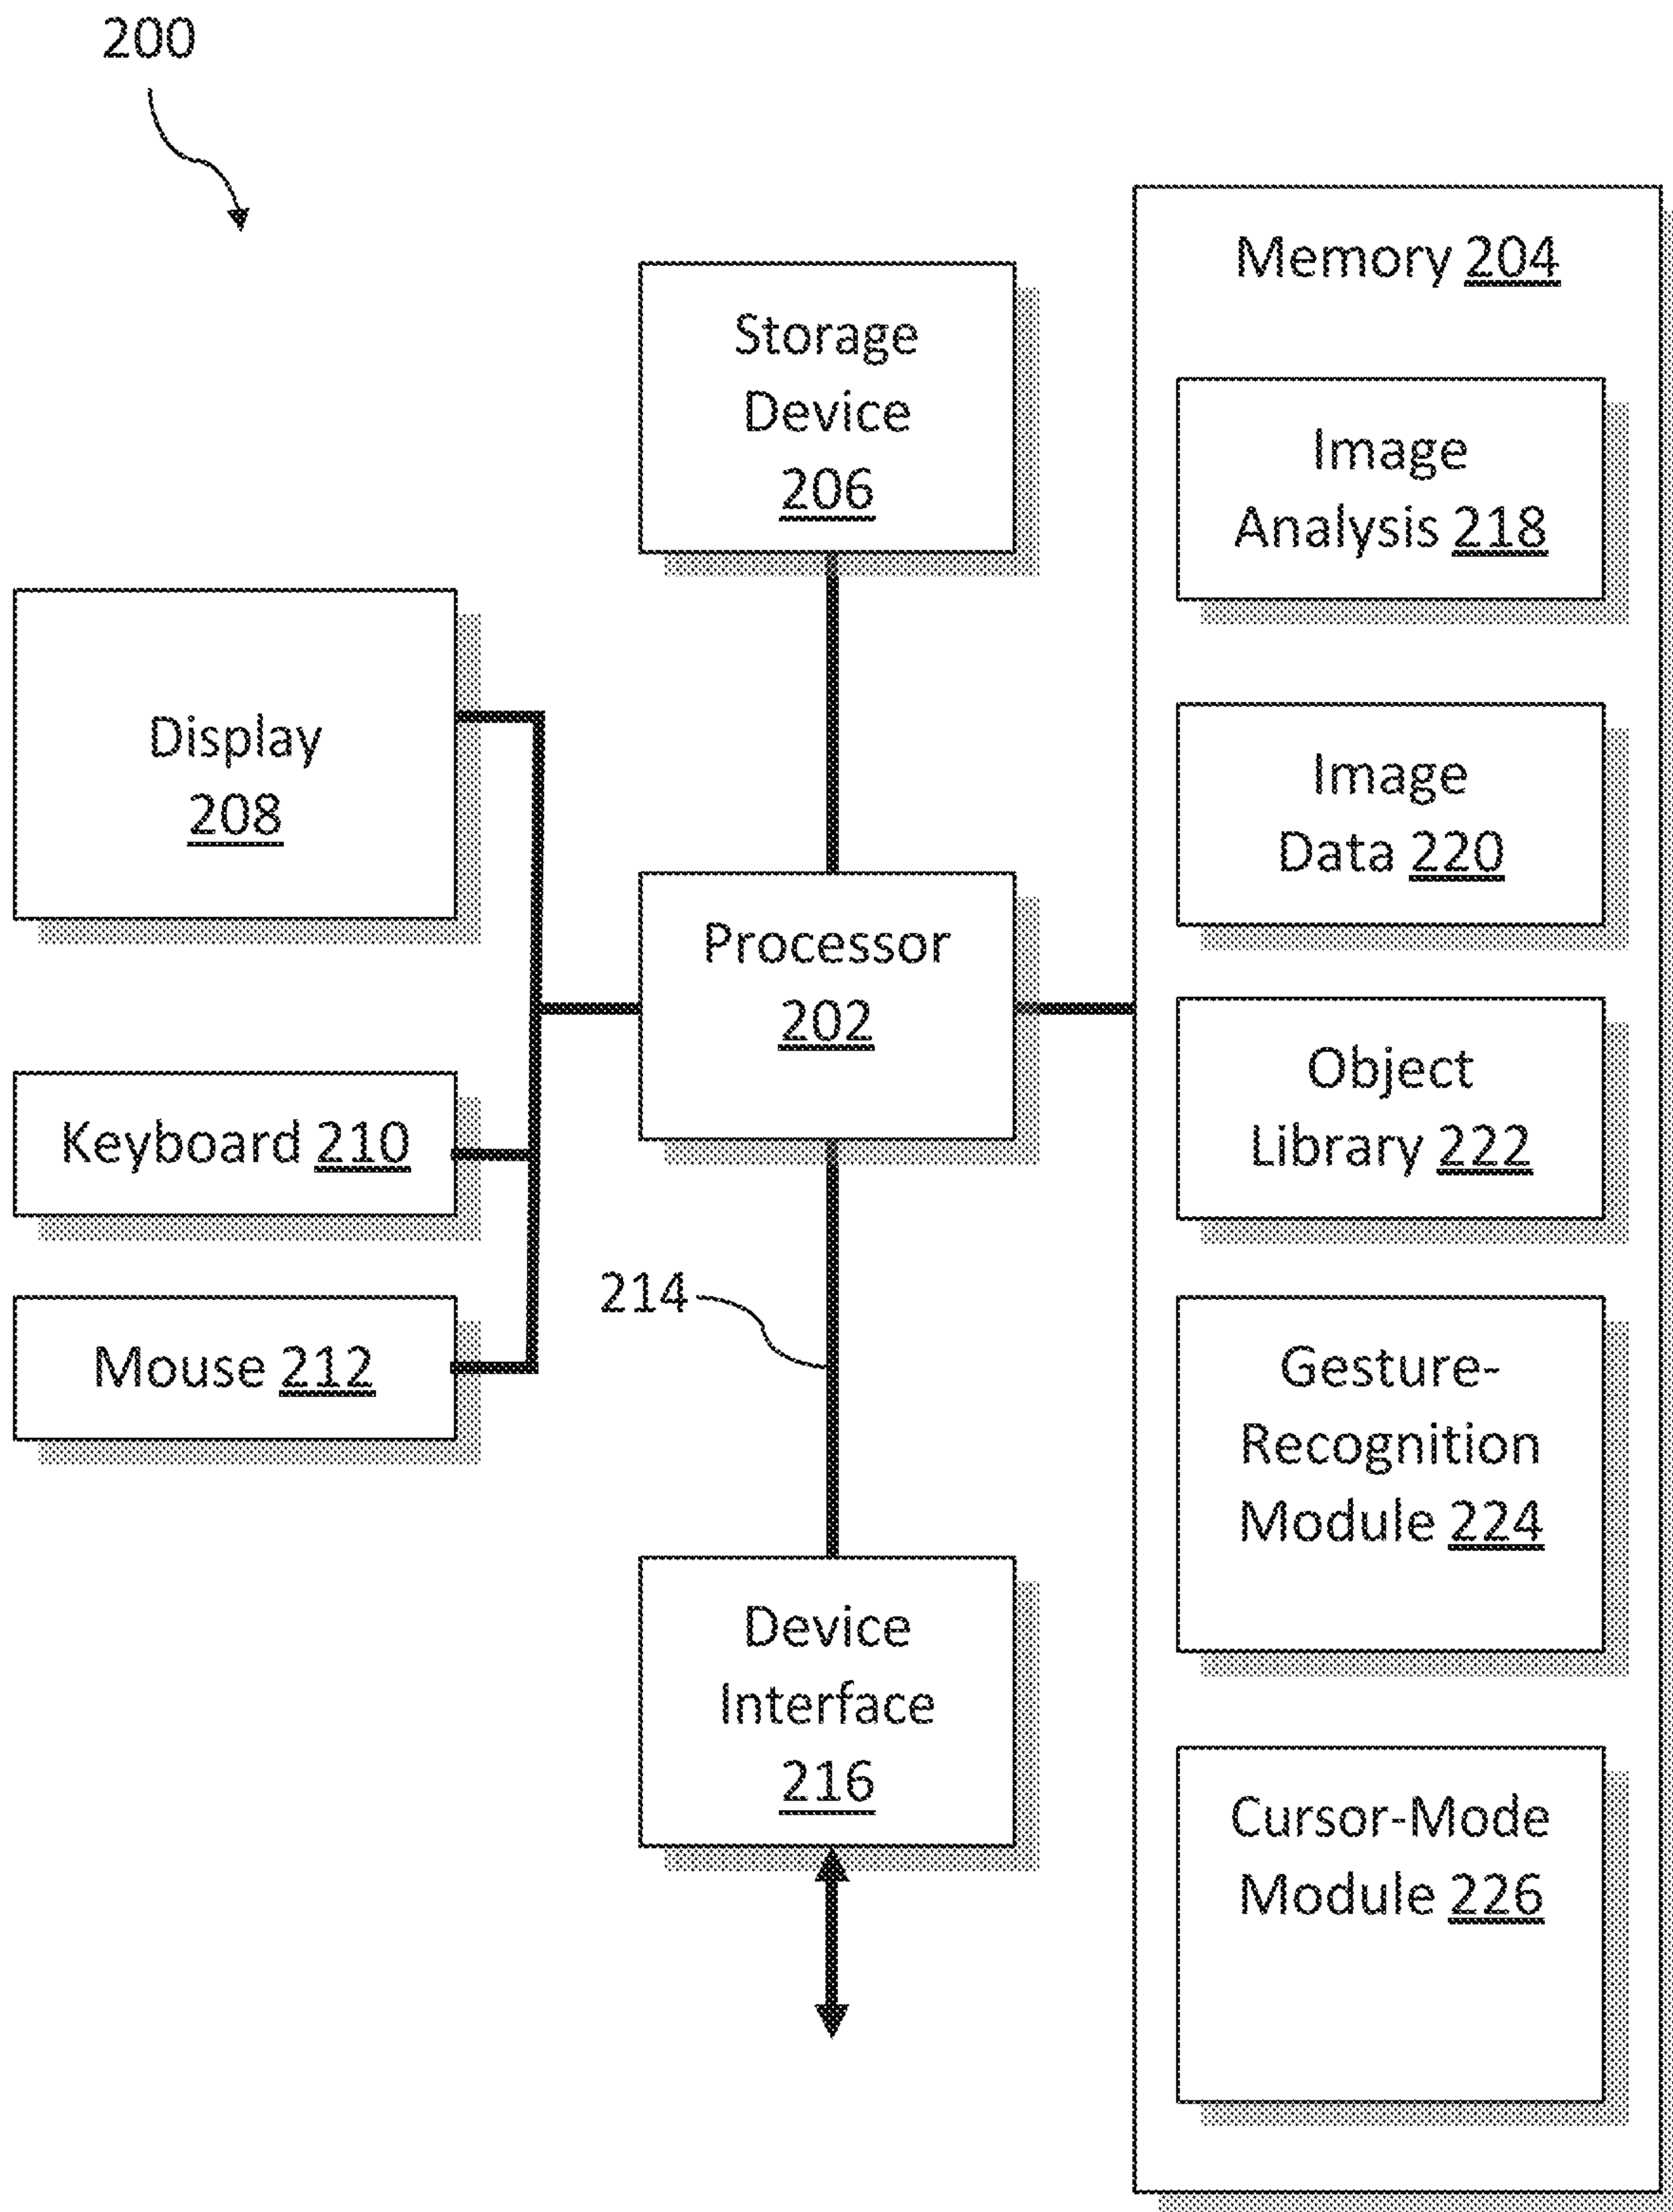 200
Memory 204
Storage
Device
206
Image
Analysis 218
Display
208
Image
Data 220
Processor
202
Object
Library 222
Keyboard 210
214
Mouse 212
Gesture-
Recognition
Module 224
Device
Interface
216
Cursor-Mode
Module 226